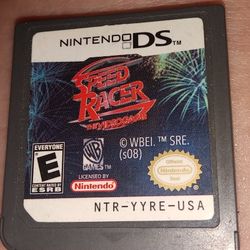 NINTENDO DS™
SPEED
RACER
THE VIDEOGAME
© WBEI. ™ SRE.
(s08)
EVERYONE
E
CONTENT RATED BY
ESRB
WB
GAMES
LICENSED BY
Nintendo
Official
Nintendo
Seal
NTR-YYRE-USA